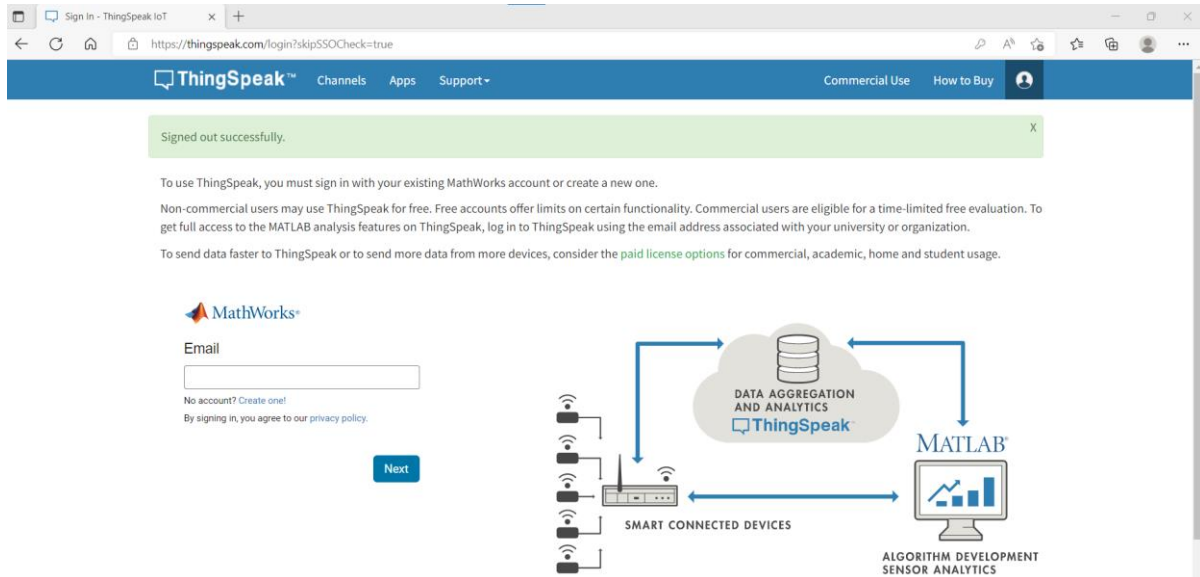 Sign In - ThingSpeak IoT
https://thingspeak.com/login?skipSSOCheck=true
ThingSpeak™ Channels Apps Support Commercial Use How to Buy
Signed out successfully. X
To use ThingSpeak, you must sign in with your existing MathWorks account or create a new one.
Non-commercial users may use ThingSpeak for free. Free accounts offer limits on certain functionality. Commercial users are eligible for a time-limited free evaluation. To
get full access to the MATLAB analysis features on ThingSpeak, log in to ThingSpeak using the email address associated with your university or organization.
To send data faster to ThingSpeak or to send more data from more devices, consider the paid license options for commercial, academic, home and student usage.
MathWorks®
Email
No account? Create one!
By signing in, you agree to our privacy policy.
Next
DATA AGGREGATION
AND ANALYTICS
ThingSpeak™
MATLAB®
SMART CONNECTED DEVICES
ALGORITHM DEVELOPMENT
SENSOR ANALYTICS